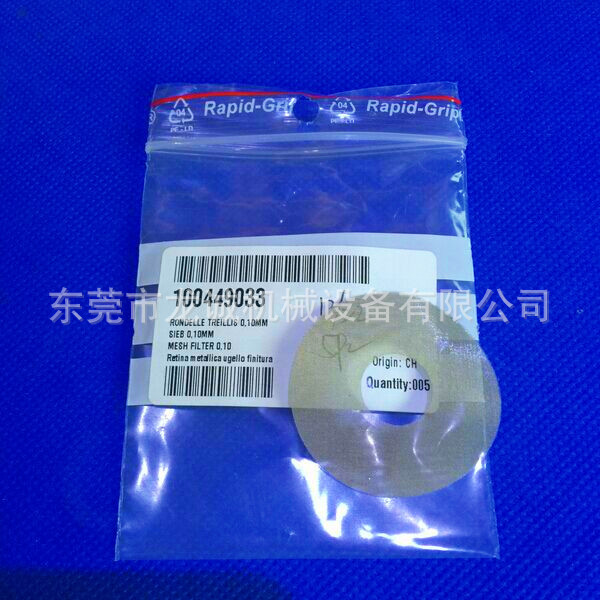 ® Rapid-Grip Rapid-Grip
04 04
PE-LD PE-LD
100449033
东莞市龙诚机械设备有限公司
RONDELLE TREILLIS 0,10MM
SIEB 0,10MM
MESH FILTER 0,10
Retina metallica ugello finitura
Origin: CH
Quantity:005